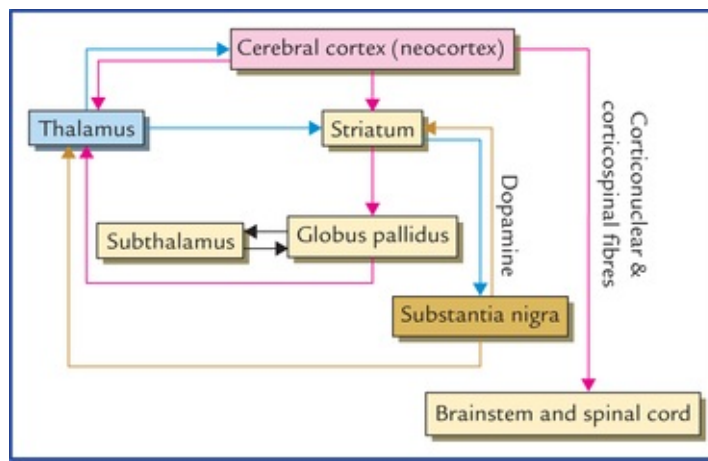 Cerebral cortex (neocortex)
Thalamus
Striatum
Corticonuclear &
corticospinal fibres
Dopamine
Subthalamus
Globus pallidus
Substantia nigra
Brainstem and spinal cord